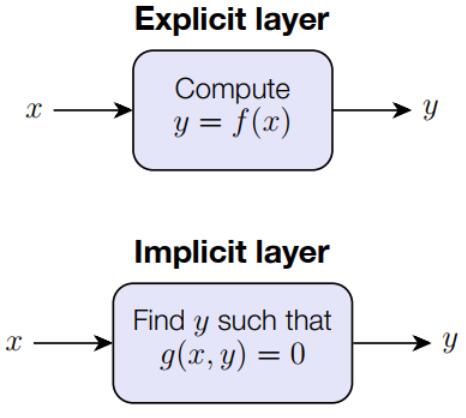 Explicit layer
Compute
x
y = f(x)
y
Implicit layer
Find y such that
x
g(x, y) = 0
y